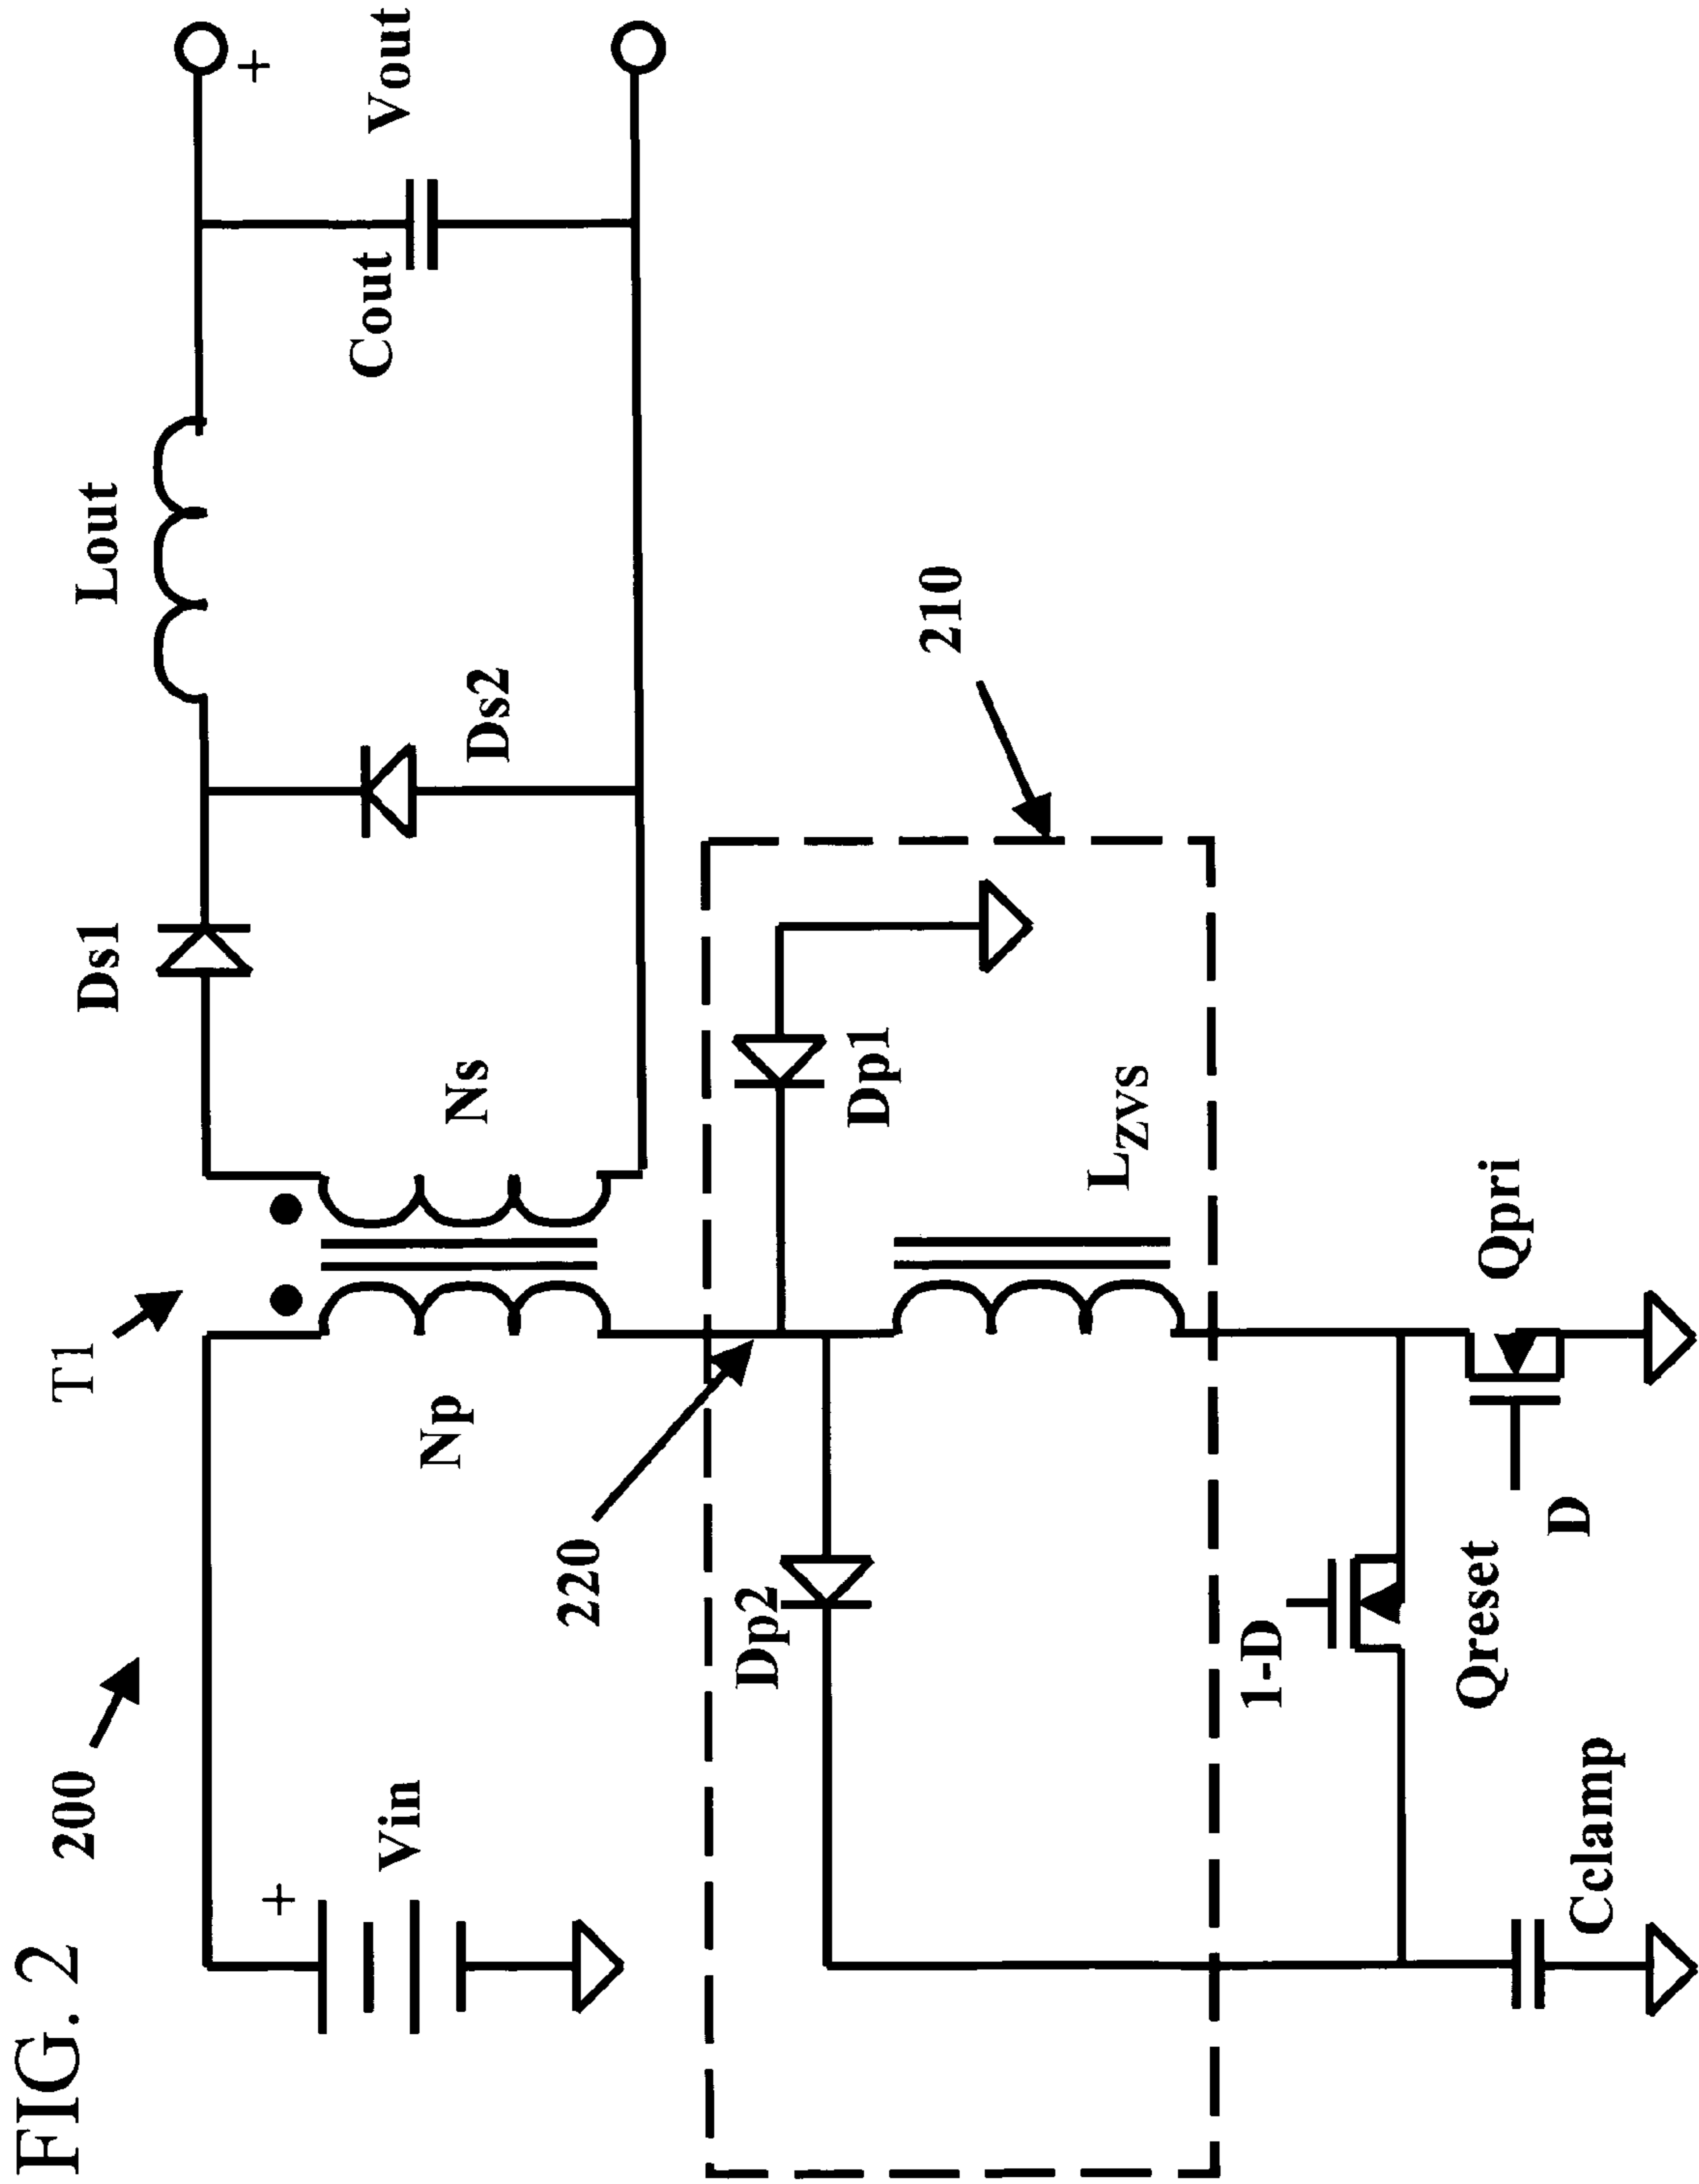 FIG. 2
200
T1
Ds1
Lout
+
Vin
Np
Ns
Ds2
Cout
+
Vout
220
210
Dp2
Dp1
LZVS
1-D
Qreset
D
Qpri
Cclamp